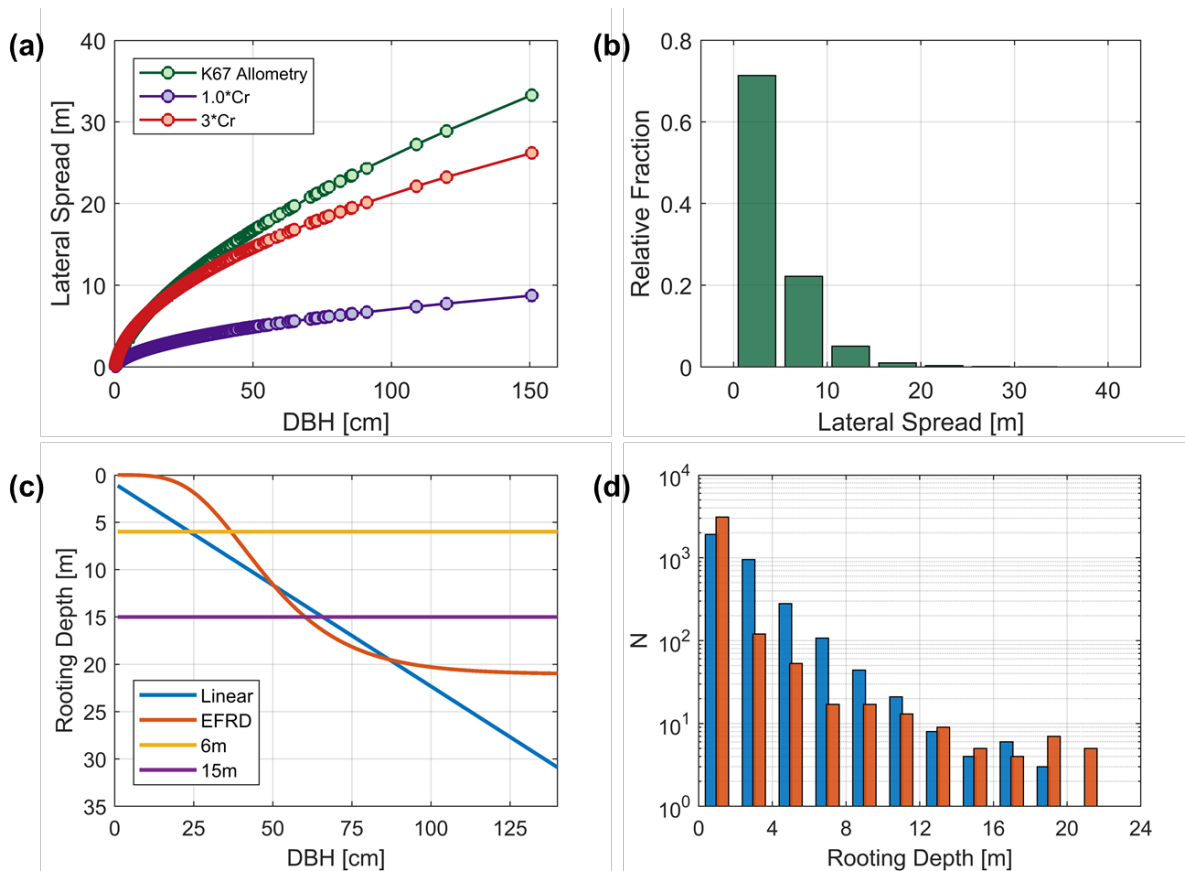 (a)
40
30
20
10
0
Lateral Spread [m]
K67 Allometry
1.0*Cr
3*Cr
0 50 100 150
DBH [cm]
(b)
0.8
0.6
0.4
0.2
0
Relative Fraction
0 10 20 30 40
Lateral Spread [m]
(c)
0
5
10
15
20
25
30
35
Rooting Depth [m]
Linear
EFRD
6m
15m
0 25 50 75 100 125
DBH [cm]
(d)
10^4
10^3
10^2
10^1
10^0
N
0 4 8 12 16 20 24
Rooting Depth [m]